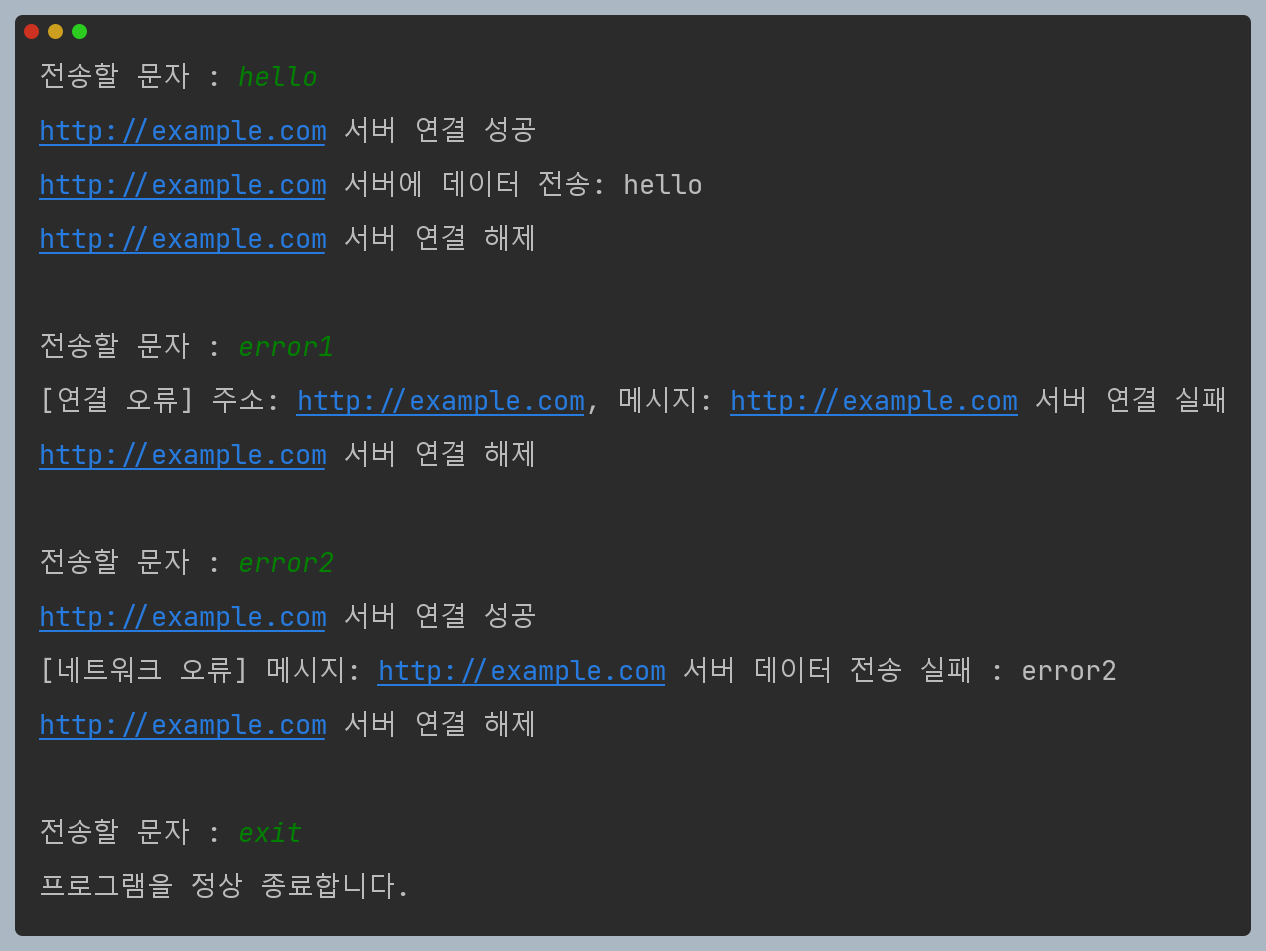 전송할 문자 : hello
http://example.com 서버 연결 성공
http://example.com 서버에 데이터 전송: hello
http://example.com 서버 연결 해제
전송할 문자 : error1
[연결 오류] 주소: http://example.com, 메시지: http://example.com 서버 연결 실패
http://example.com 서버 연결 해제
전송할 문자 : error2
http://example.com 서버 연결 성공
[네트워크 오류] 메시지: http://example.com 서버 데이터 전송 실패 : error2
http://example.com 서버 연결 해제
전송할 문자 : exit
프로그램을 정상 종료합니다.